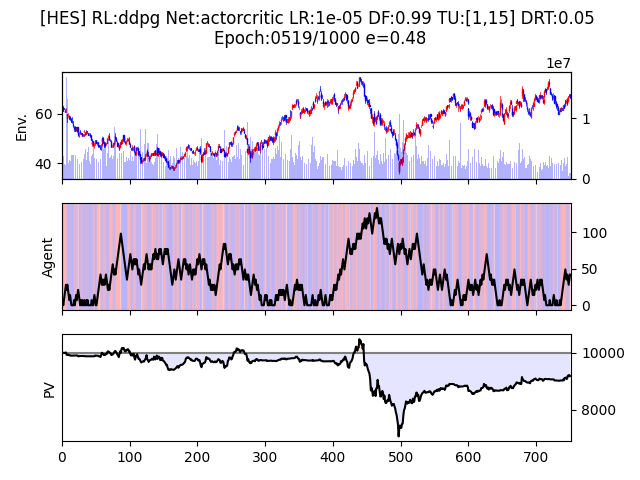 [HES] RL:ddpg Net:actorcritic LR:1e-05 DF:0.99 TU:[1,15] DRT:0.05
Epoch:0519/1000 e=0.48
1e7
Env.
60
40
1
0
Agent
100
50
0
PV
10000
8000
0 100 200 300 400 500 600 700